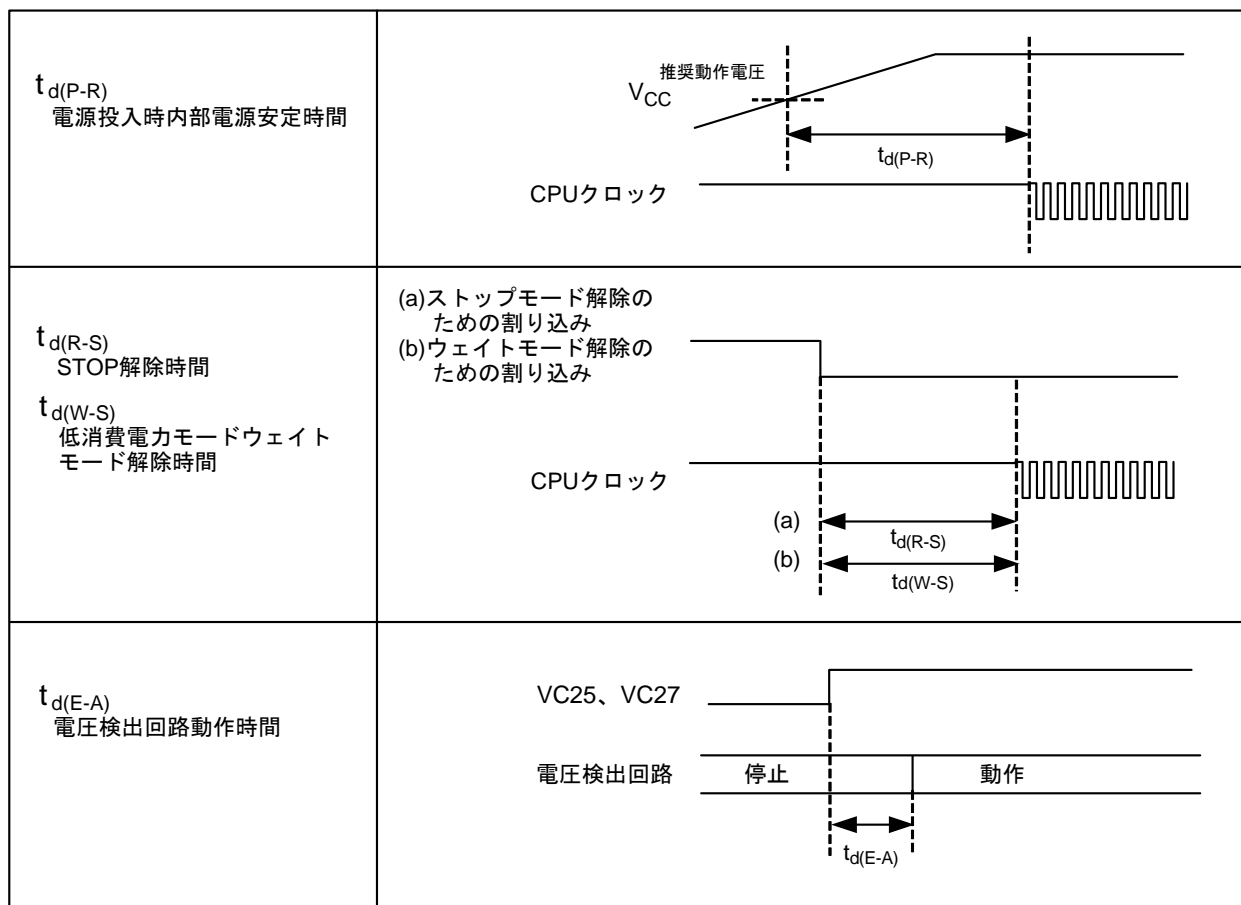 td(P-R)
電源投入時内部電源安定時間
推奨動作電圧
VCC
td(P-R)
CPUクロック
td(R-S)
STOP解除時間
td(W-S)
低消費電力モードウェイト
モード解除時間
(a)ストップモード解除の
ための割り込み
(b)ウェイトモード解除の
ための割り込み
CPUクロック
(a)
td(R-S)
(b)
td(W-S)
td(E-A)
電圧検出回路動作時間
VC25、VC27
電圧検出回路
停止
動作
td(E-A)